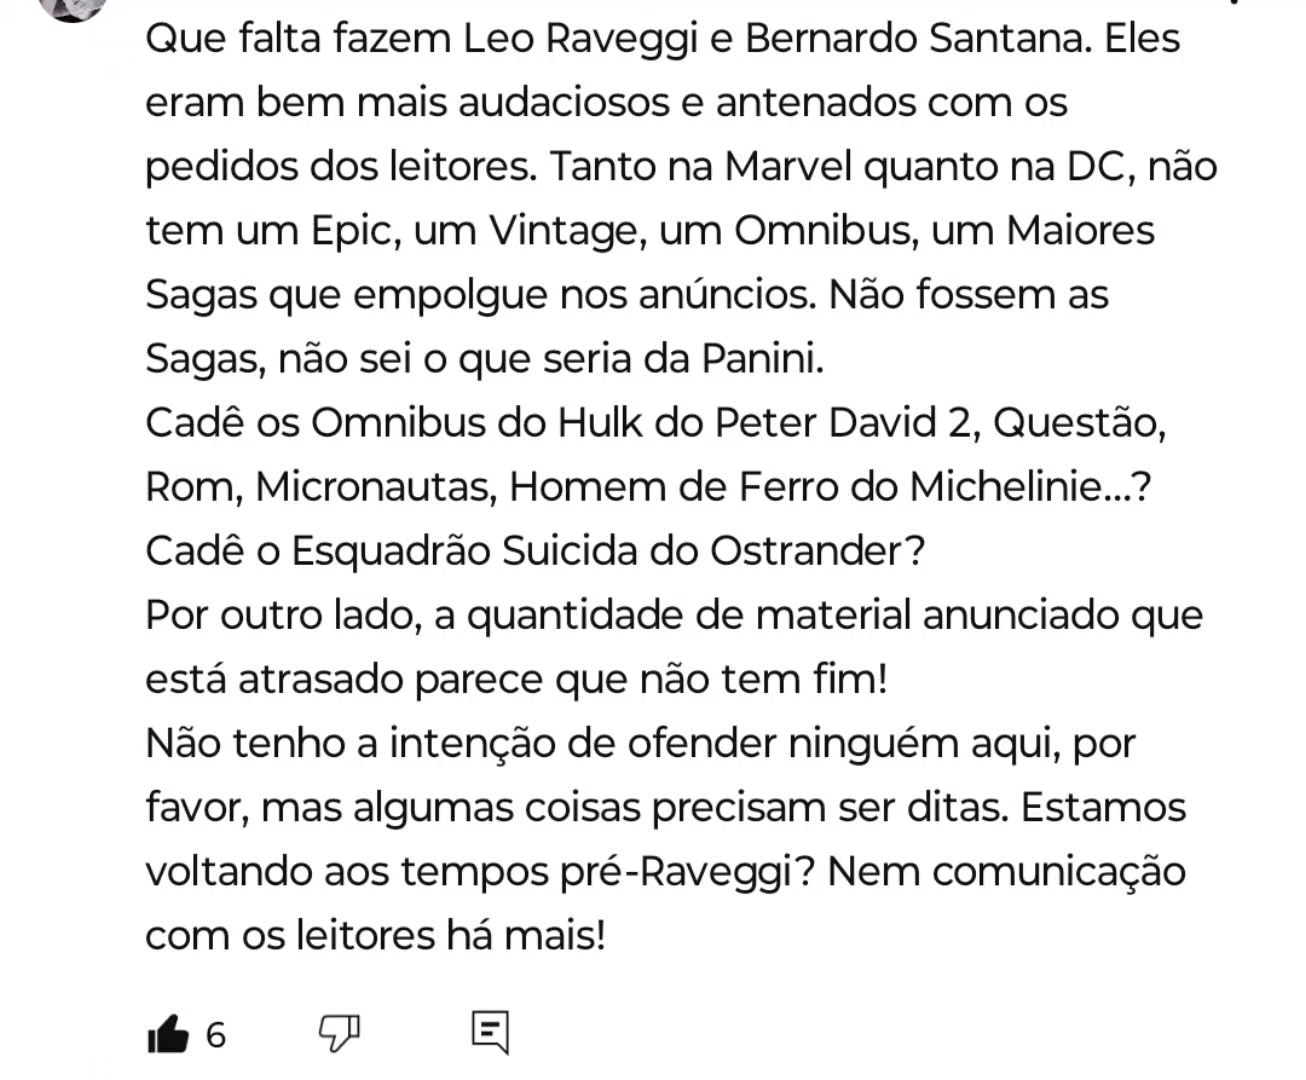 Que falta fazem Leo Raveggi e Bernardo Santana. Eles
eram bem mais audaciosos e antenados com os
pedidos dos leitores. Tanto na Marvel quanto na DC, não
tem um Epic, um Vintage, um Omnibus, um Maiores
Sagas que empolgue nos anúncios. Não fossem as
Sagas, não sei o que seria da Panini.
Cadê os Omnibus do Hulk do Peter David 2, Questão,
Rom, Micronautas, Homem de Ferro do Michelinie...?
Cadê o Esquadrão Suicida do Ostrander?
Por outro lado, a quantidade de material anunciado que
está atrasado parece que não tem fim!
Não tenho a intenção de ofender ninguém aqui, por
favor, mas algumas coisas precisam ser ditas. Estamos
voltando aos tempos pré-Raveggi? Nem comunicação
com os leitores há mais!
6